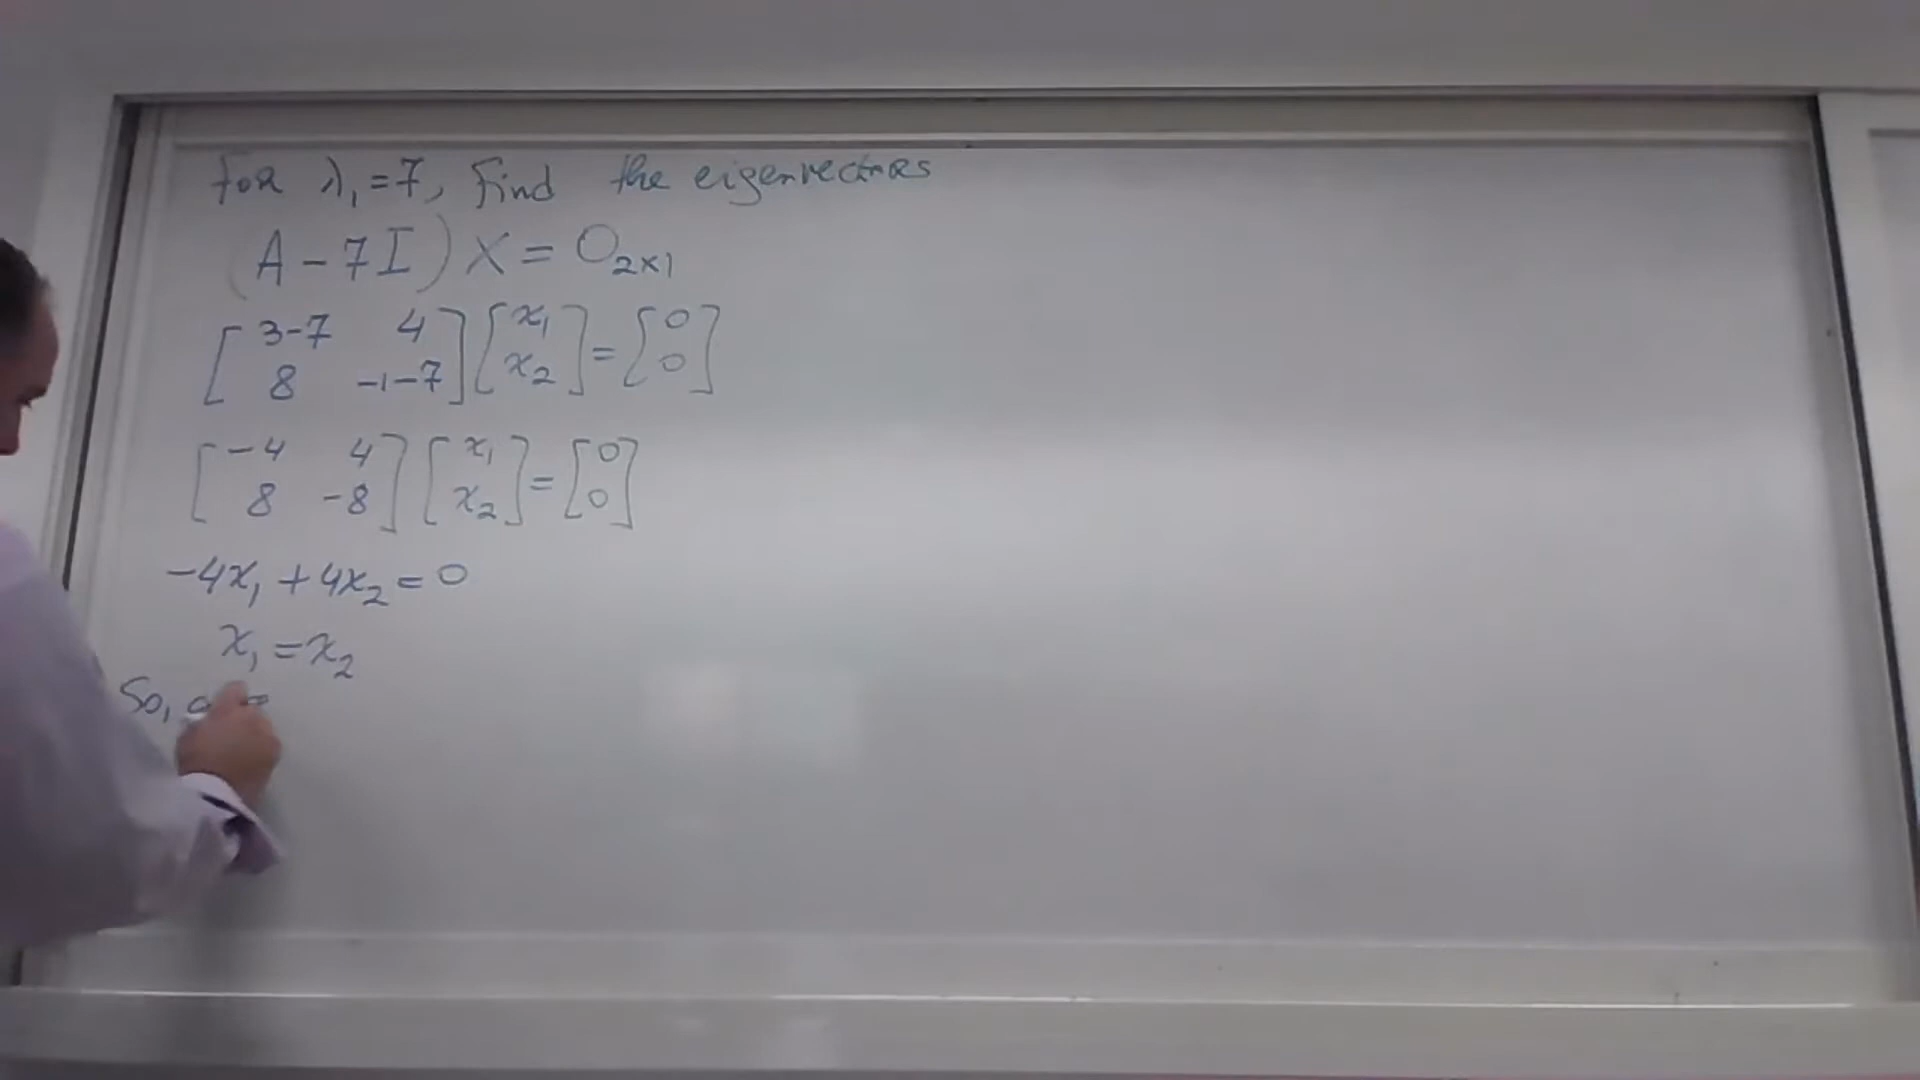 For λ₁=7, Find the eigenvectors
(A-7I)X=O₂ₓ₁
[3-7 4; 8 -1-7][x₁; x₂]=[0; 0]
[-4 4; 8 -8][x₁; x₂]=[0; 0]
-4x₁+4x₂=0
x₁=x₂
So,